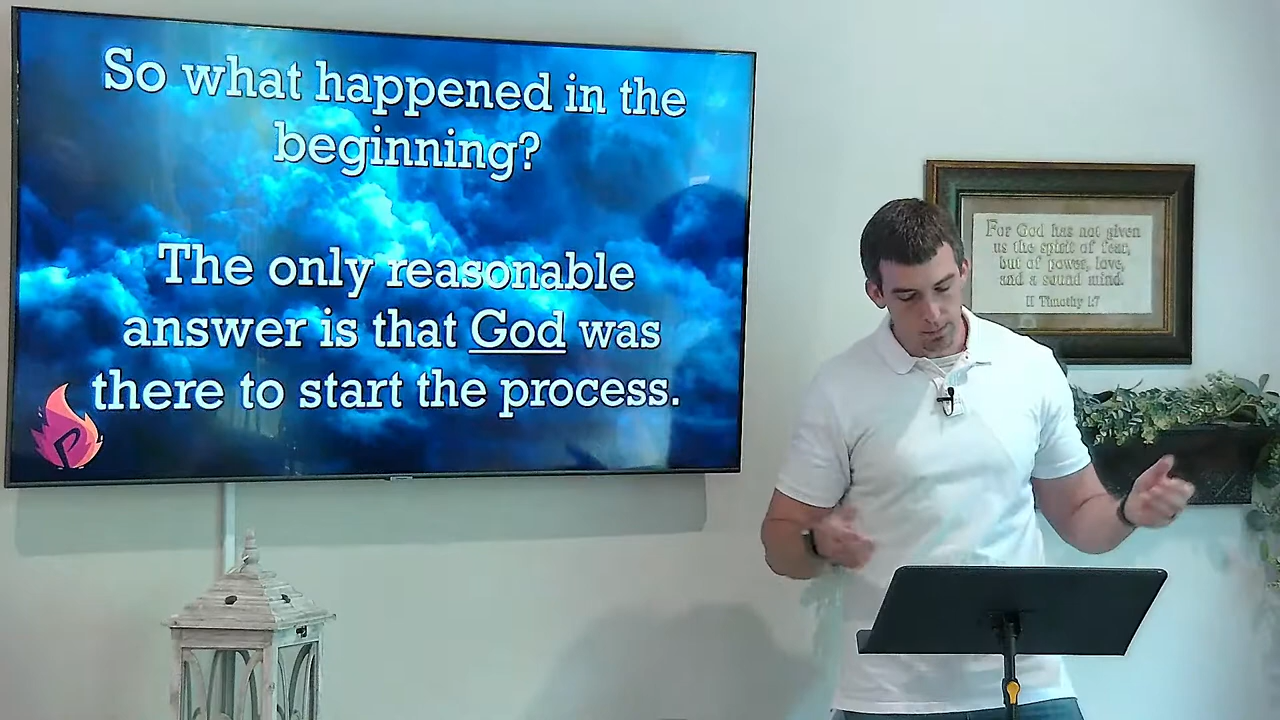 So what happened in the
beginning?
The only reasonable
answer is that God was
there to start the process.
P
For God has not given
us the spirit of fear,
but of power, love,
and a sound mind.
II Timothy 1:7